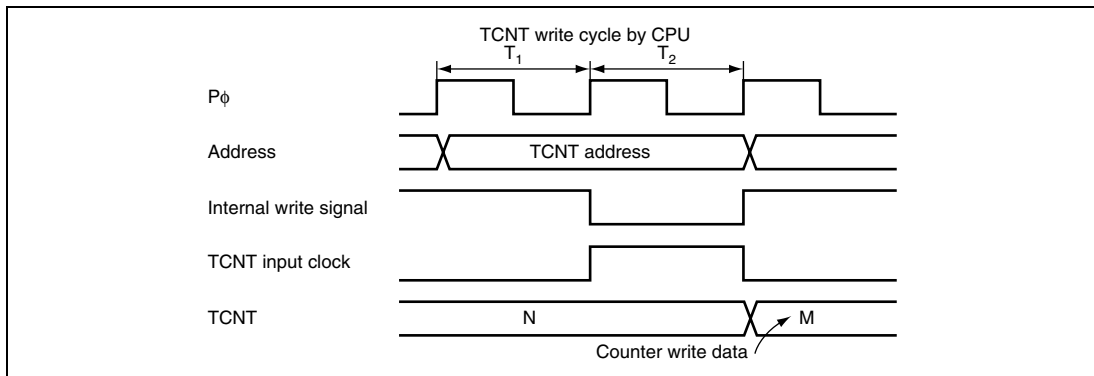 TCNT write cycle by CPU
T1 T2
Pϕ
Address TCNT address
Internal write signal
TCNT input clock
TCNT N M
Counter write data